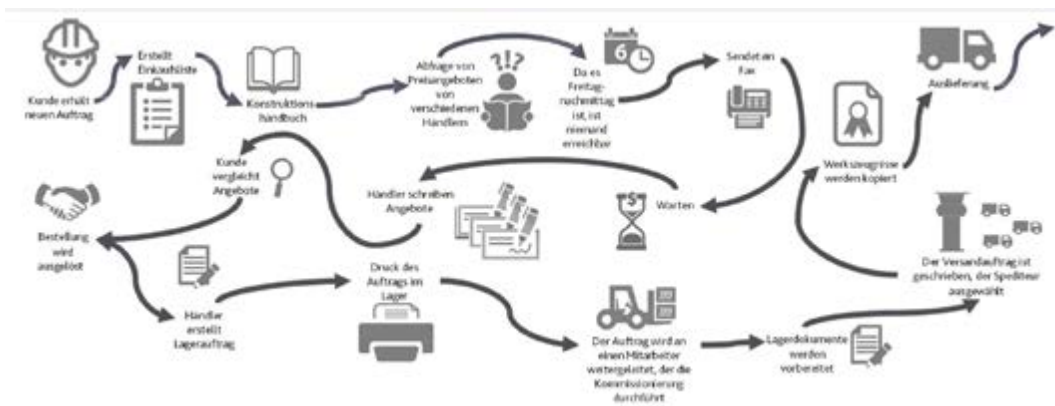 Kunde erhält
neuen Auftrag
Erstellt
Einkaufsliste
Konstruktions
handbuch
Abfrage von
Preisangeboten
von
verschiedenen
Händlern
Da es
Freitag-
nachmittag
ist, ist
niemand
erreichbar
6
Sendet ein
Fax
Warten
Händler schreiben
Angebote
Kunde
vergleicht
Angebote
Bestellung
wird
ausgelöst
Händler
erstellt
Lagerauftrag
Druck des
Auftrags im
Lager
Der Auftrag wird an
einen Mitarbeiter
weitergeleitet, der die
Kommissionierung
durchführt
Lagerdokumente
werden
vorbereitet
Der Versandauftrag ist
geschrieben, der Spediteur
ausgewählt
Werkszeugnisse
werden kopiert
Auslieferung